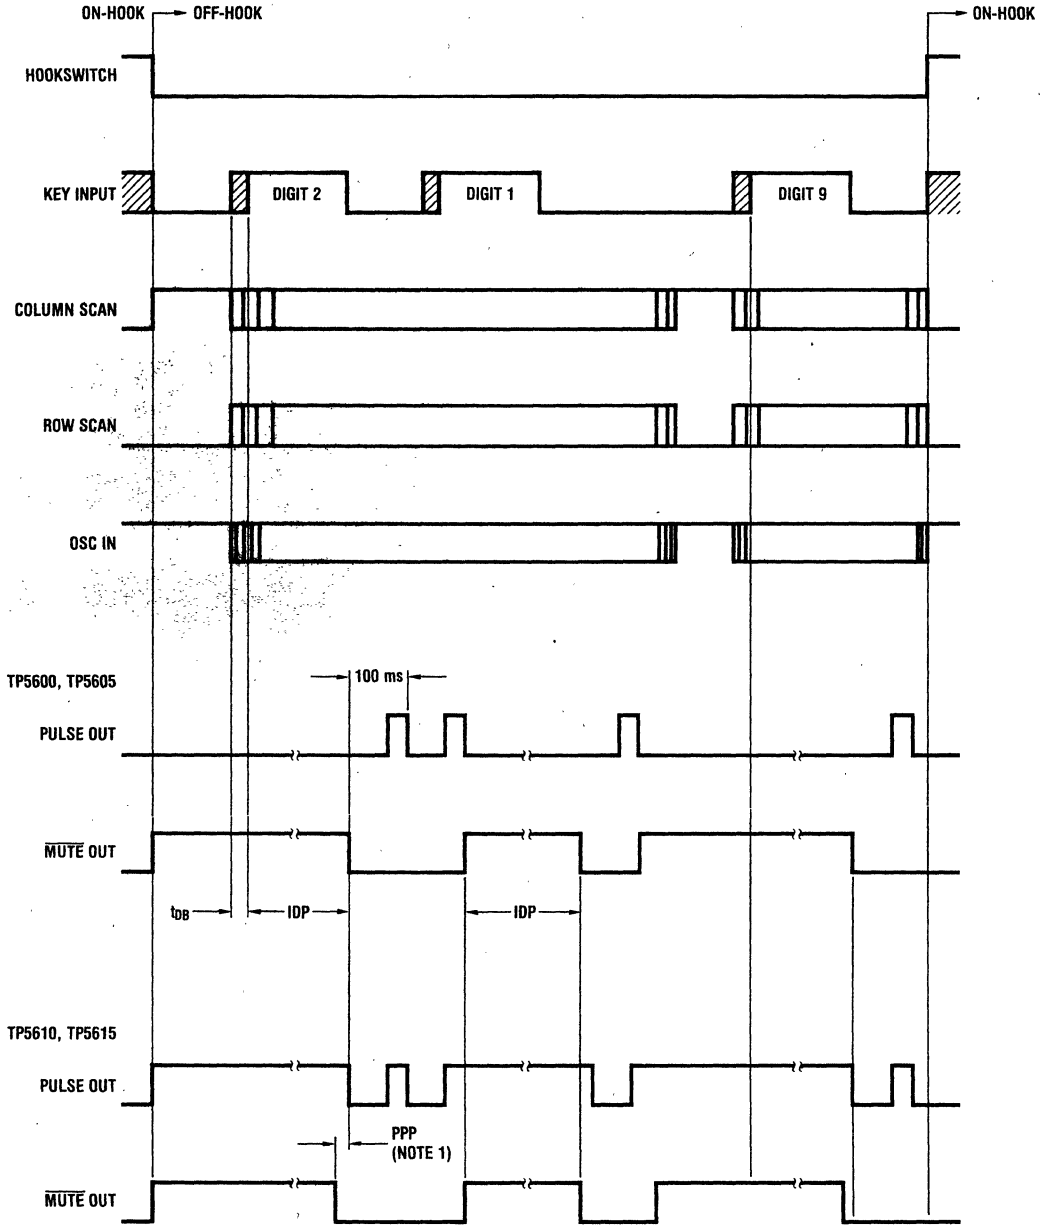 ON-HOOK OFF-HOOK ON-HOOK
HOOKSWITCH
KEY INPUT DIGIT 2 DIGIT 1 DIGIT 9
COLUMN SCAN
ROW SCAN
OSC IN
100 ms
TP5600, TP5605
PULSE OUT
MUTE OUT
tDB IDP IDP
TP5610, TP5615
PULSE OUT
PPP
(NOTE 1)
MUTE OUT